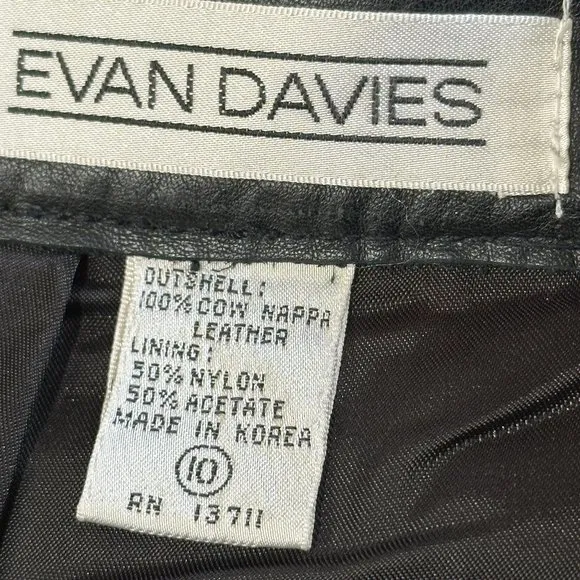 EVAN DAVIES
OUTSHELL:
100% COW NAPPA
LEATHER
LINING:
50% NYLON
50% ACETATE
MADE IN KOREA
10
RN 13711